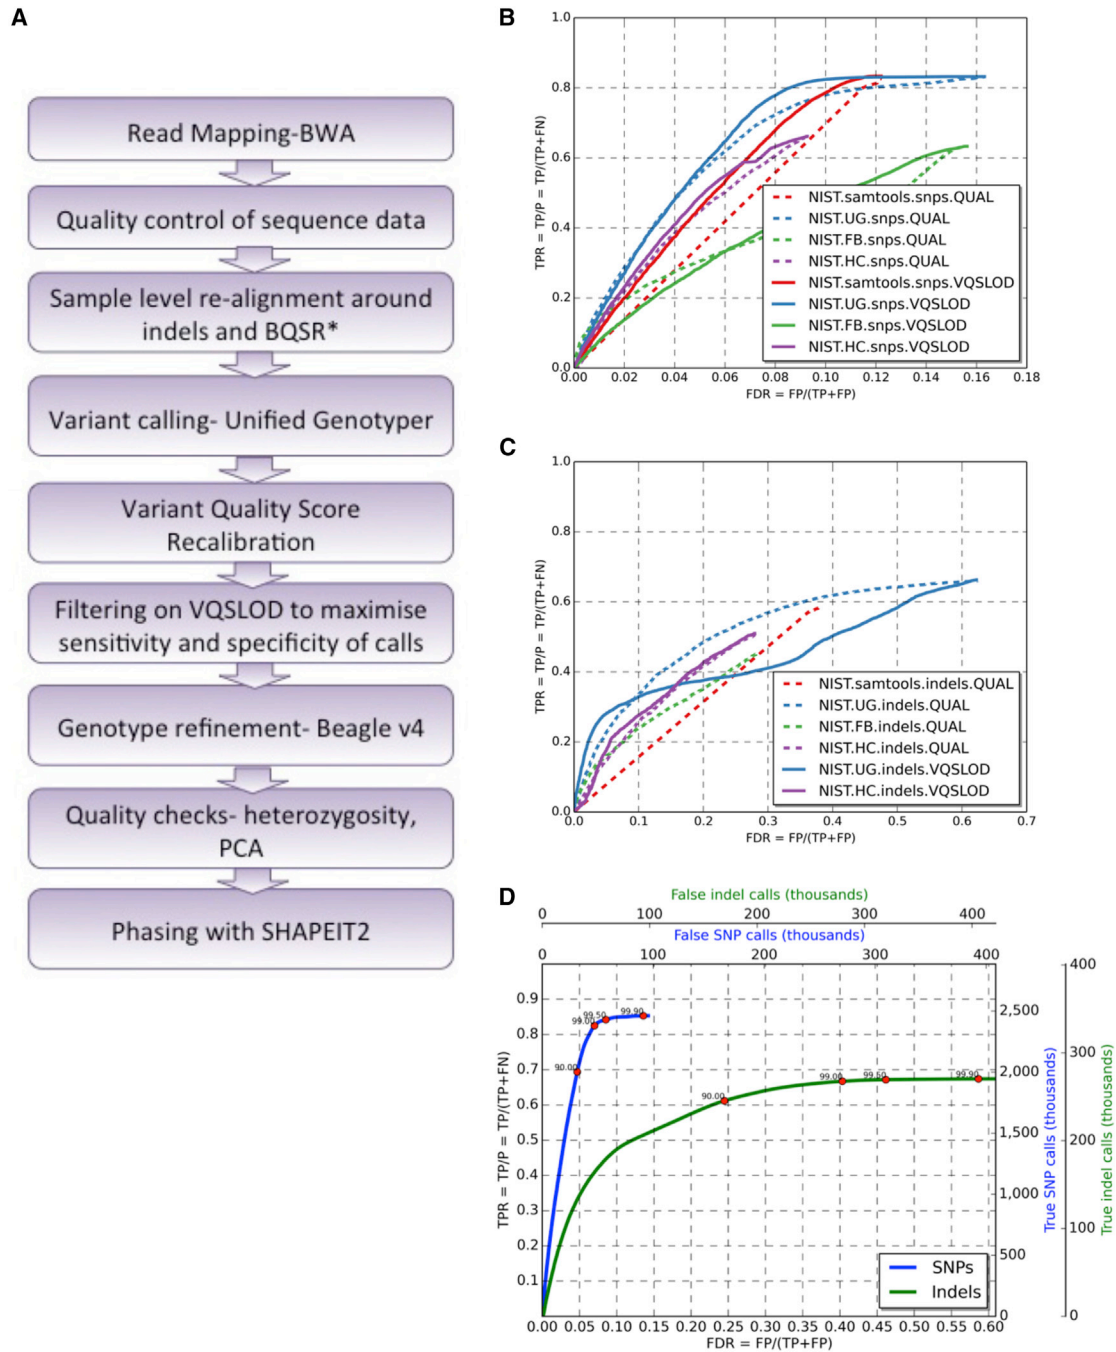 A
Read Mapping-BWA
Quality control of sequence data
Sample level re-alignment around
indels and BQSR*
Variant calling- Unified Genotyper
Variant Quality Score
Recalibration
Filtering on VQSLOD to maximise
sensitivity and specificity of calls
Genotype refinement- Beagle v4
Quality checks- heterozygosity,
PCA
Phasing with SHAPEIT2
B
1.0
0.8
0.6
0.4
0.2
0.0
TPR = TP/P = TP/(TP+FN)
NIST.samtools.snps.QUAL
NIST.UG.snps.QUAL
NIST.FB.snps.QUAL
NIST.HC.snps.QUAL
NIST.samtools.snps.VQSLOD
NIST.UG.snps.VQSLOD
NIST.FB.snps.VQSLOD
NIST.HC.snps.VQSLOD
0.00 0.02 0.04 0.06 0.08 0.10 0.12 0.14 0.16 0.18
FDR = FP/(TP+FP)
C
1.0
0.8
0.6
0.4
0.2
0.0
TPR = TP/P = TP/(TP+FN)
NIST.samtools.indels.QUAL
NIST.UG.indels.QUAL
NIST.FB.indels.QUAL
NIST.HC.indels.QUAL
NIST.UG.indels.VQSLOD
NIST.HC.indels.VQSLOD
0.0 0.1 0.2 0.3 0.4 0.5 0.6 0.7
FDR = FP/(TP+FP)
D
False indel calls (thousands)
0 100 200 300 400
False SNP calls (thousands)
0 100 200 300 400
0.9
0.8
0.7
0.6
0.5
0.4
0.3
0.2
0.1
TPR = TP/P = TP/(TP+FN)
90.00
99.00
99.50
99.90
90.00
99.00
99.50
99.90
SNPs
Indels
2,500
2,000
1,500
1,000
500
0
True SNP calls (thousands)
400
300
200
100
0
True indel calls (thousands)
0.00 0.05 0.10 0.15 0.20 0.25 0.30 0.35 0.40 0.45 0.50 0.55 0.60
FDR = FP/(TP+FP)